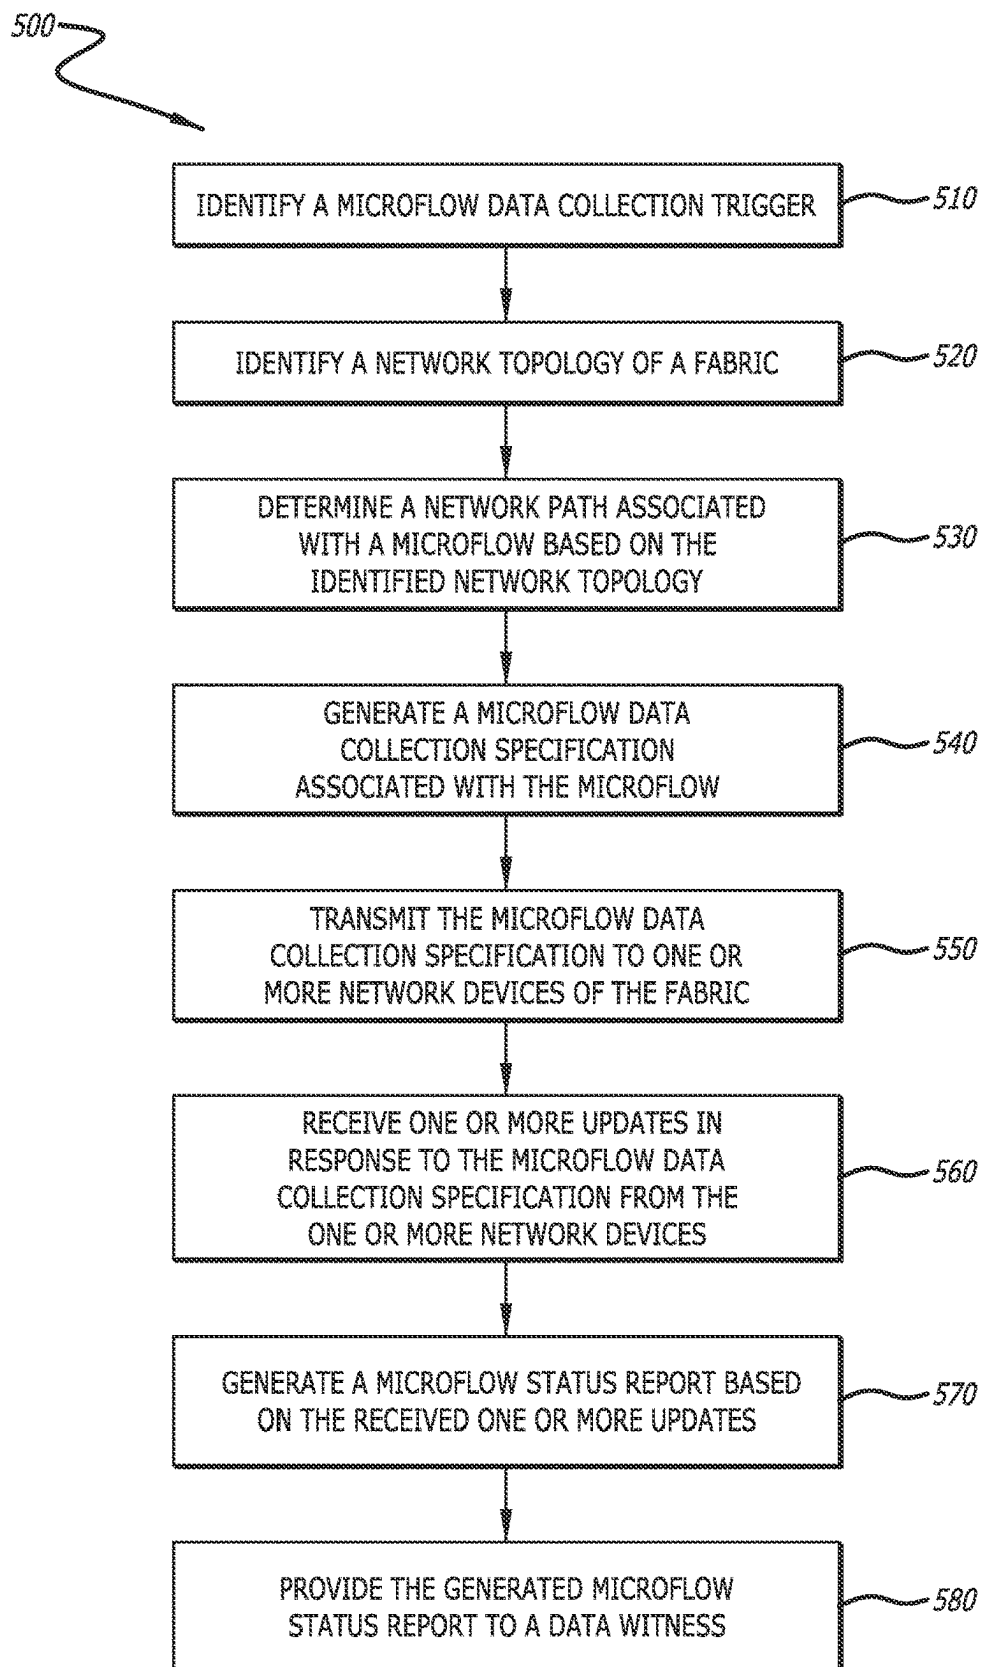 500
IDENTIFY A MICROFLOW DATA COLLECTION TRIGGER
510
IDENTIFY A NETWORK TOPOLOGY OF A FABRIC
520
DETERMINE A NETWORK PATH ASSOCIATED
WITH A MICROFLOW BASED ON THE
IDENTIFIED NETWORK TOPOLOGY
530
GENERATE A MICROFLOW DATA
COLLECTION SPECIFICATION
ASSOCIATED WITH THE MICROFLOW
540
TRANSMIT THE MICROFLOW DATA
COLLECTION SPECIFICATION TO ONE OR
MORE NETWORK DEVICES OF THE FABRIC
550
RECEIVE ONE OR MORE UPDATES IN
RESPONSE TO THE MICROFLOW DATA
COLLECTION SPECIFICATION FROM THE
ONE OR MORE NETWORK DEVICES
560
GENERATE A MICROFLOW STATUS REPORT BASED
ON THE RECEIVED ONE OR MORE UPDATES
570
PROVIDE THE GENERATED MICROFLOW
STATUS REPORT TO A DATA WITNESS
580